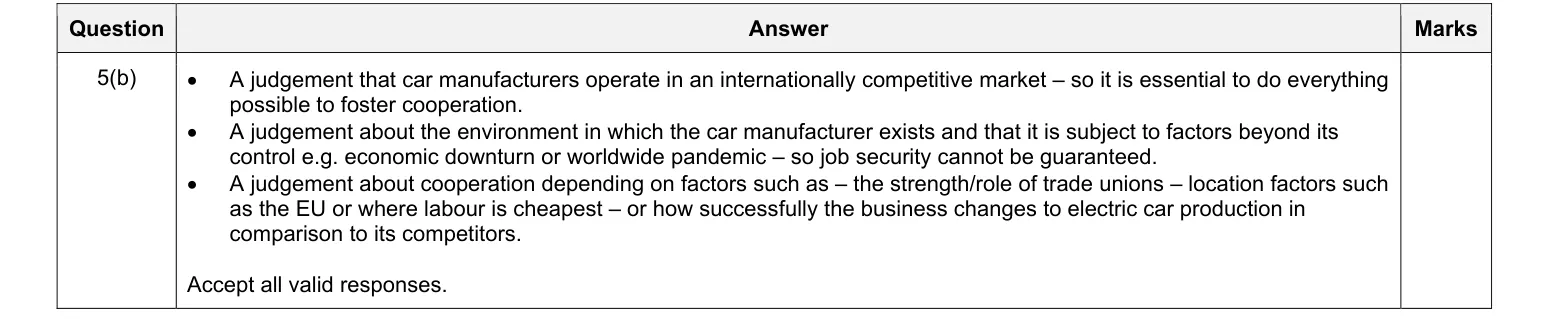 Question Answer Marks
5(b)
• A judgement that car manufacturers operate in an internationally competitive market – so it is essential to do everything
possible to foster cooperation.
• A judgement about the environment in which the car manufacturer exists and that it is subject to factors beyond its
control e.g. economic downturn or worldwide pandemic – so job security cannot be guaranteed.
• A judgement about cooperation depending on factors such as – the strength/role of trade unions – location factors such
as the EU or where labour is cheapest – or how successfully the business changes to electric car production in
comparison to its competitors.
Accept all valid responses.